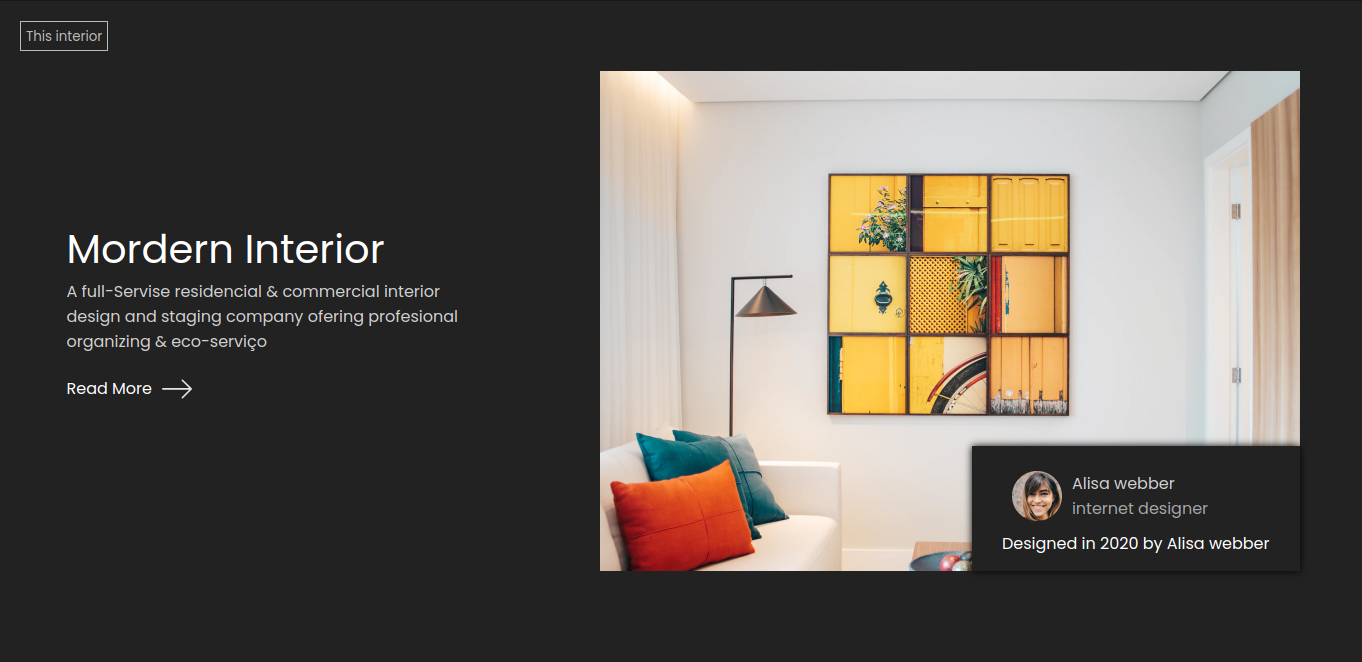 This interior
Mordern Interior
A full-Servise residencial & commercial interior
design and staging company ofering profesional
organizing & eco-serviço
Read More
Alisa webber
internet designer
Designed in 2020 by Alisa webber